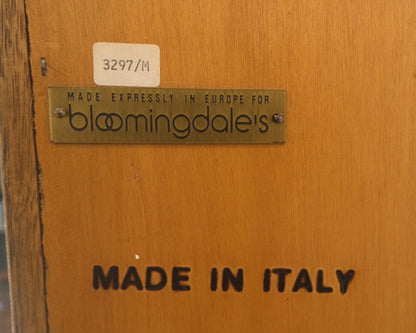 3297/M
MADE EXPRESSLY IN EUROPE FOR
bloomingdale's
MADE IN ITALY